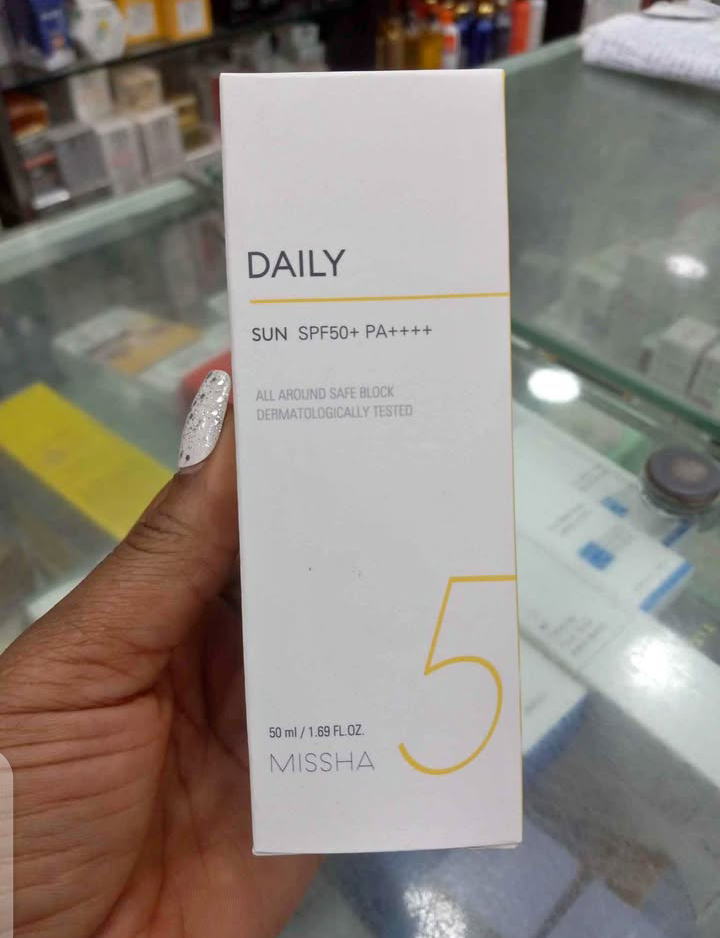 DAILY
SUN SPF50+ PA++++
ALL AROUND SAFE BLOCK
DERMATOLOGICALLY TESTED
5
50 ml / 1.69 FL.OZ.
MISSHA